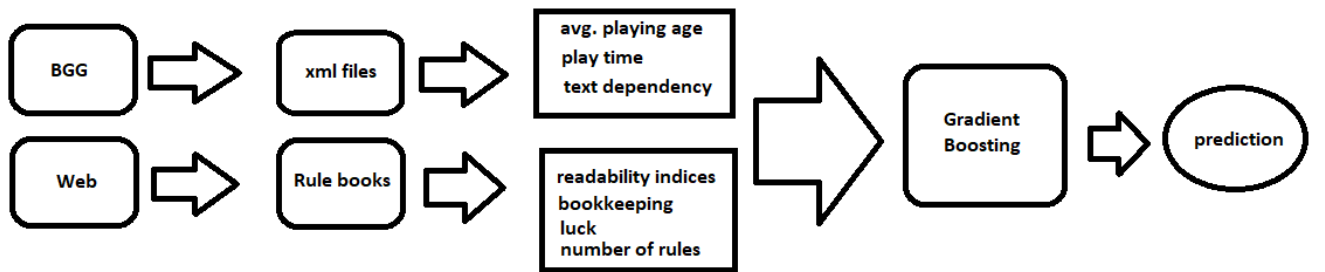 BGG
xml files
avg. playing age
play time
text dependency
Web
Rule books
readability indices
bookkeeping
luck
number of rules
Gradient
Boosting
prediction